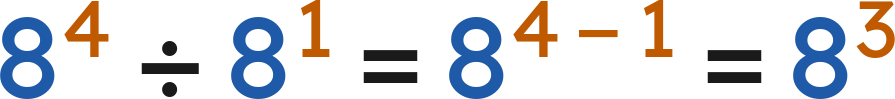 8⁴ ÷ 8¹ = 8⁴⁻¹ = 8³